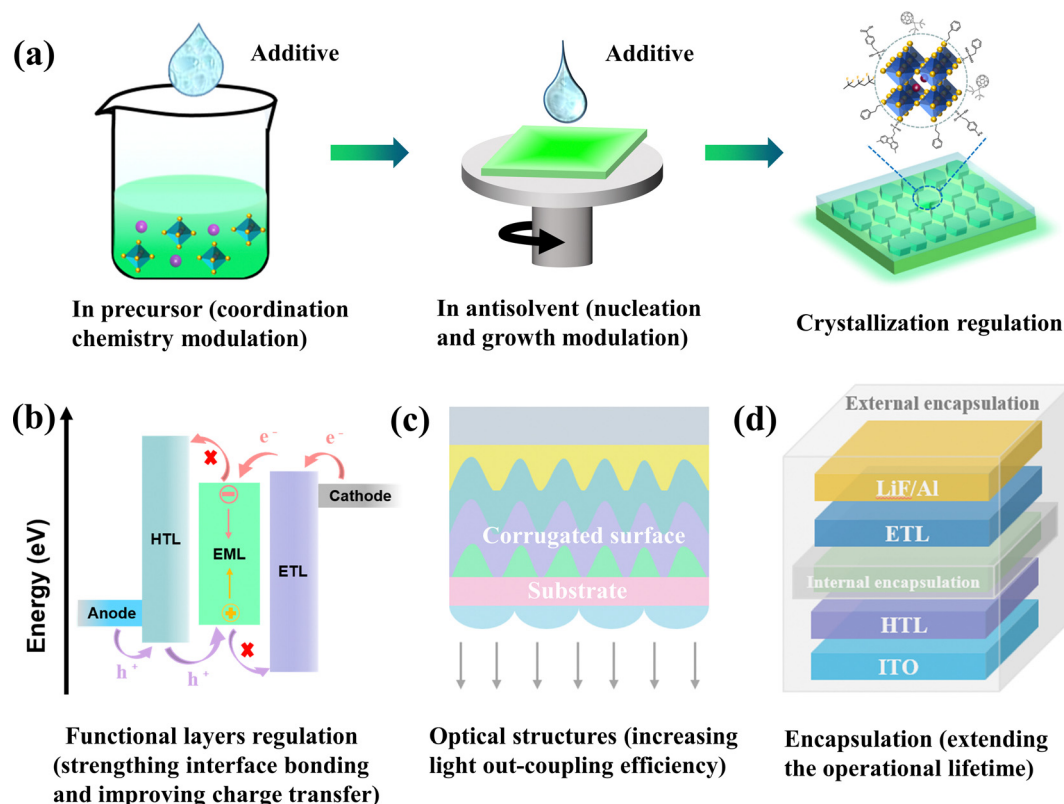 (a)
Additive
Additive
In precursor (coordination
chemistry modulation)
In antisolvent (nucleation
and growth modulation)
Crystallization regulation
(b)
Energy (eV)
HTL
EML
ETL
Anode
Cathode
e⁻
e⁻
h⁺
h⁺
Functional layers regulation
(strengthing interface bonding
and improving charge transfer)
(c)
Corrugated surface
Substrate
Optical structures (increasing
light out-coupling efficiency)
(d)
External encapsulation
LiF/Al
ETL
Internal encapsulation
HTL
ITO
Encapsulation (extending
the operational lifetime)